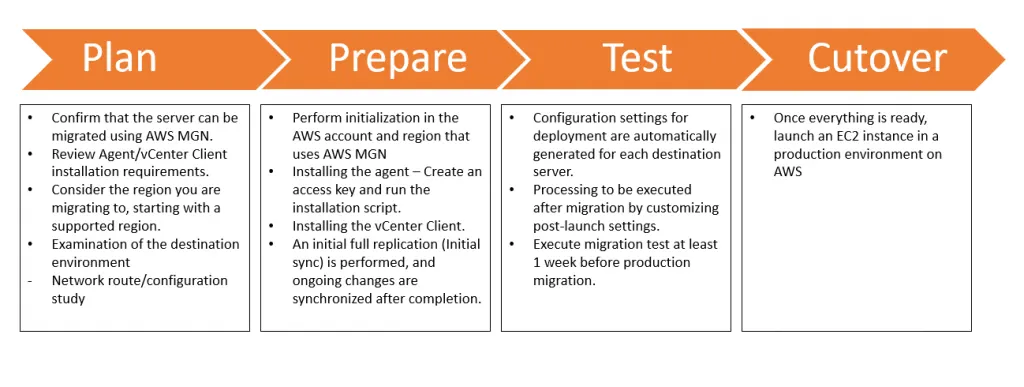 Plan
Prepare
Test
Cutover
• Confirm that the server can be
migrated using AWS MGN.
• Review Agent/vCenter Client
installation requirements.
• Consider the region you are
migrating to, starting with a
supported region.
• Examination of the destination
environment
- Network route/configuration
study
• Perform initialization in the
AWS account and region that
uses AWS MGN
• Installing the agent – Create an
access key and run the
installation script.
• Installing the vCenter Client.
• An initial full replication (Initial
sync) is performed, and
ongoing changes are
synchronized after completion.
• Configuration settings for
deployment are automatically
generated for each destination
server.
• Processing to be executed
after migration by customizing
post-launch settings.
• Execute migration test at least
1 week before production
migration.
• Once everything is ready,
launch an EC2 instance in a
production environment on
AWS